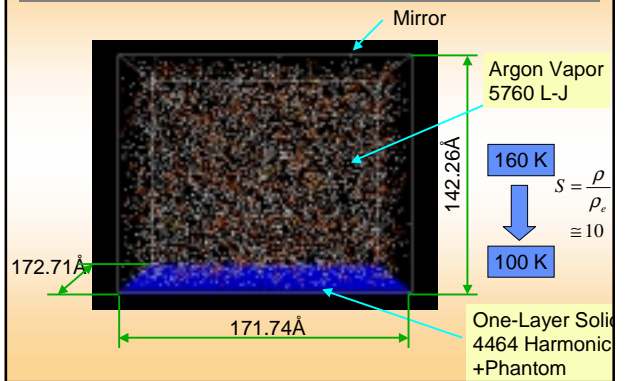 Mirror
Argon Vapor
5760 L-J
142.26Å
160 K
S = ρ / ρe
≅ 10
100 K
172.71Å
171.74Å
One-Layer Soli
4464 Harmonic
+Phantom